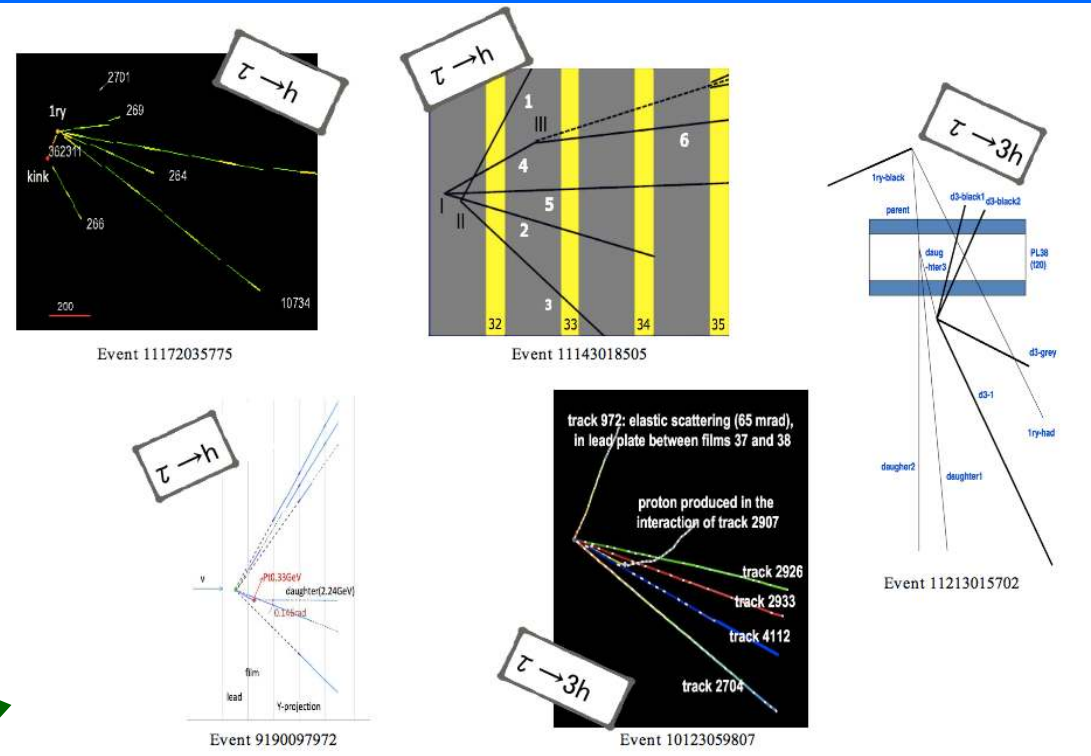 τ→h
2701
1ry
269
362311
kink
264
266
10734
200
Event 11172035775
τ→h
1
III
6
4
I
5
II
2
3
32
33
34
35
Event 11143018505
τ→3h
1ry-black
d3-black1
d3-black2
parent
daug
-hter3
PL38
(f20)
d3-grey
d3-1
1ry-had
daugher2
daughter1
Event 11213015702
τ→h
ν
Pt0.33GeV
daughter(2.24GeV)
0.146rad
film
lead
Y-projection
Event 9190097972
track 972: elastic scattering (65 mrad),
in lead plate between films 37 and 38
proton produced in the
interaction of track 2907
track 2926
track 2933
track 4112
track 2704
τ→3h
Event 10123059807